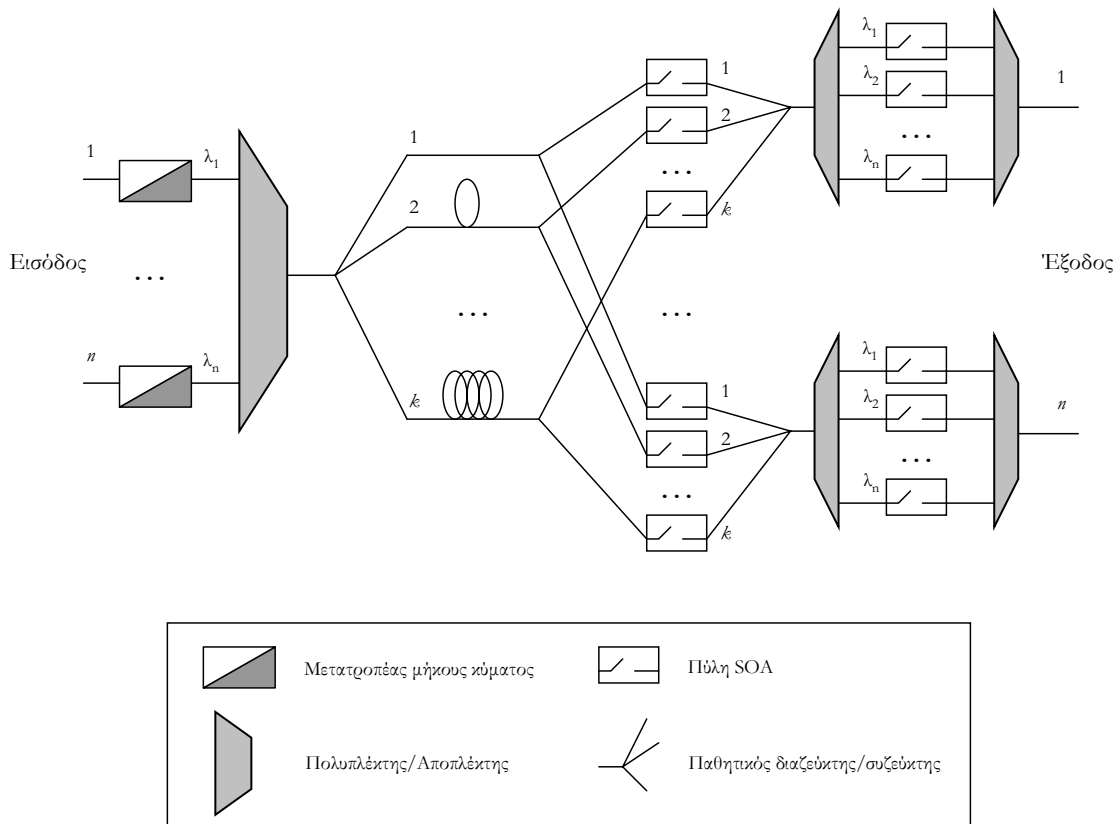 1
λ1
Εισόδος
...
n
λn
1
2
...
k
1
2
...
k
...
1
2
...
k
λ1
λ2
...
λn
1
Έξοδος
λ1
λ2
...
λn
n
Μετατροπέας μήκους κύματος
Πύλη SOA
Πολυπλέκτης/Αποπλέκτης
Παθητικός διαζεύκτης/συζεύκτης